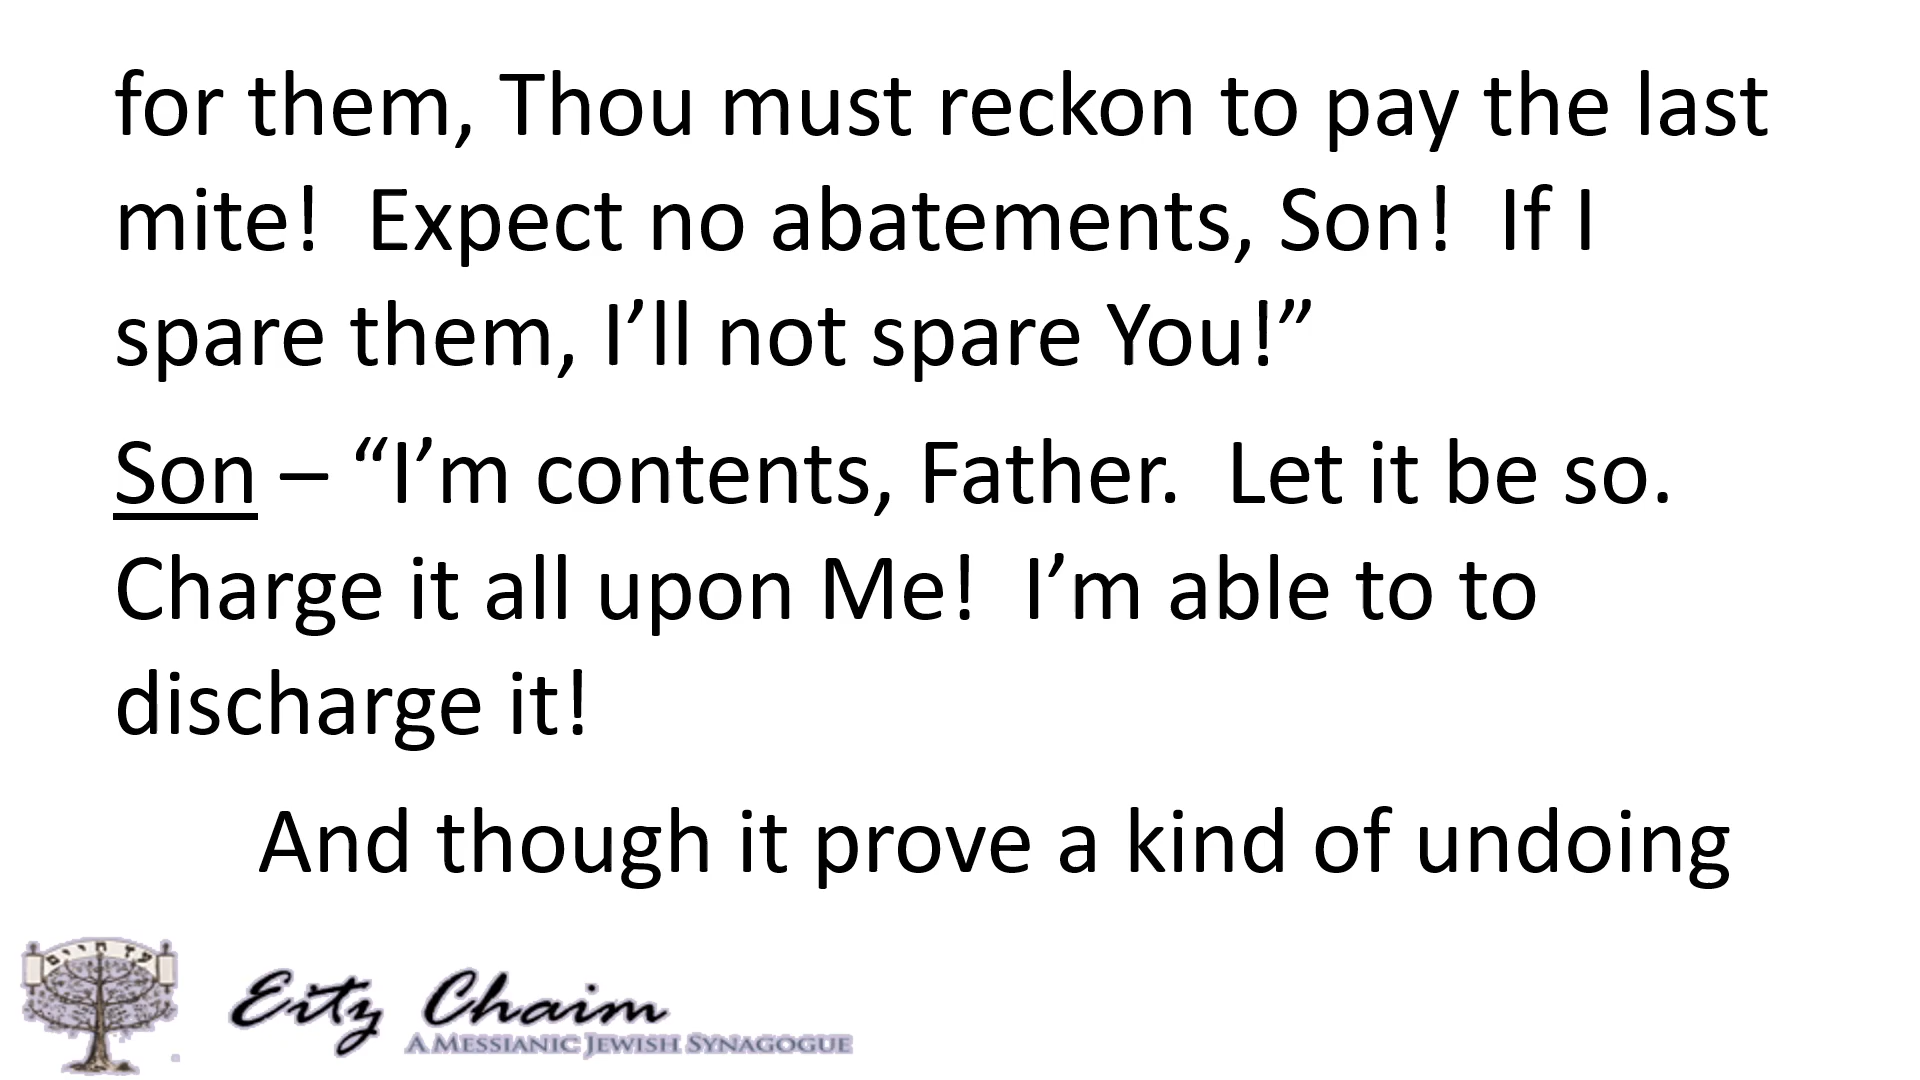 for them, Thou must reckon to pay the last
mite!  Expect no abatements, Son!  If I
spare them, I’ll not spare You!”
Son – “I’m contents, Father.  Let it be so.
Charge it all upon Me!  I’m able to to
discharge it!
And though it prove a kind of undoing
עץ חיים
Eitz Chaim
A Messianic Jewish Synagogue